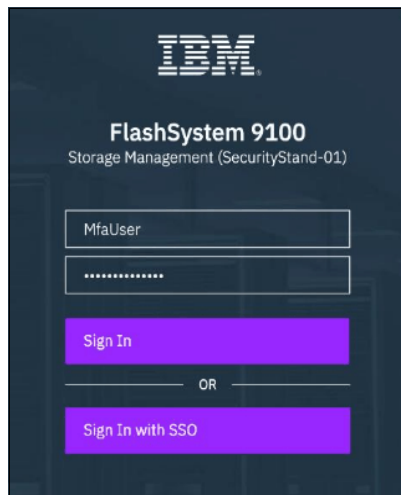 IBM®
FlashSystem 9100
Storage Management (SecurityStand-01)
MfaUser
••••••••••••••
Sign In
OR
Sign In with SSO